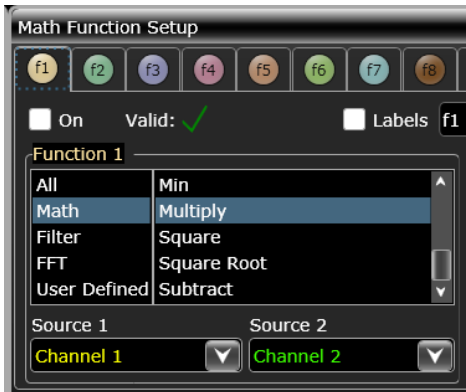 Math Function Setup
f1 f2 f3 f4 f5 f6 f7 f8
On Valid: Labels f1
Function 1
All Min
Math Multiply
Filter Square
FFT Square Root
User Defined Subtract
Source 1 Source 2
Channel 1 Channel 2